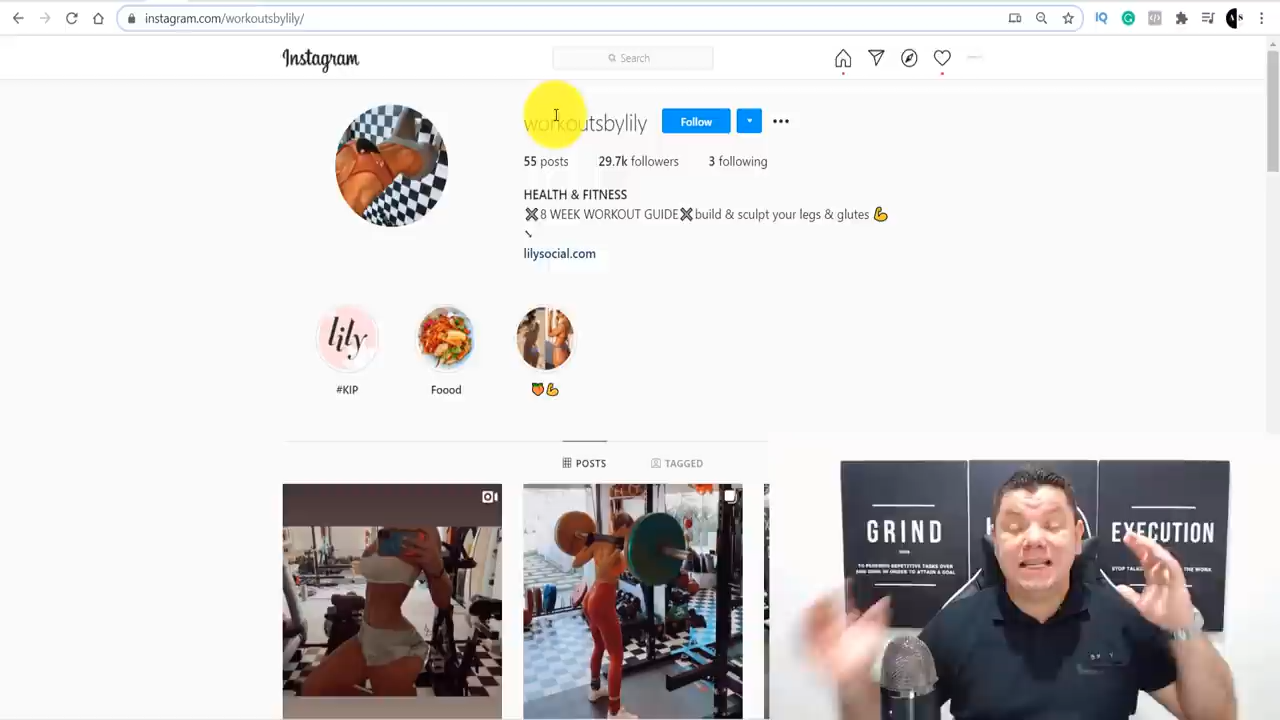 instagram.com/workoutsbylily/
Instagram
Search
workoutsbylily
Follow
55 posts 29.7k followers 3 following
HEALTH & FITNESS
❌8 WEEK WORKOUT GUIDE❌build & sculpt your legs & glutes 💪
⤵
lilysocial.com
lily
#KIP Foood 🍑💪
POSTS TAGGED
GRIND
EXECUTION